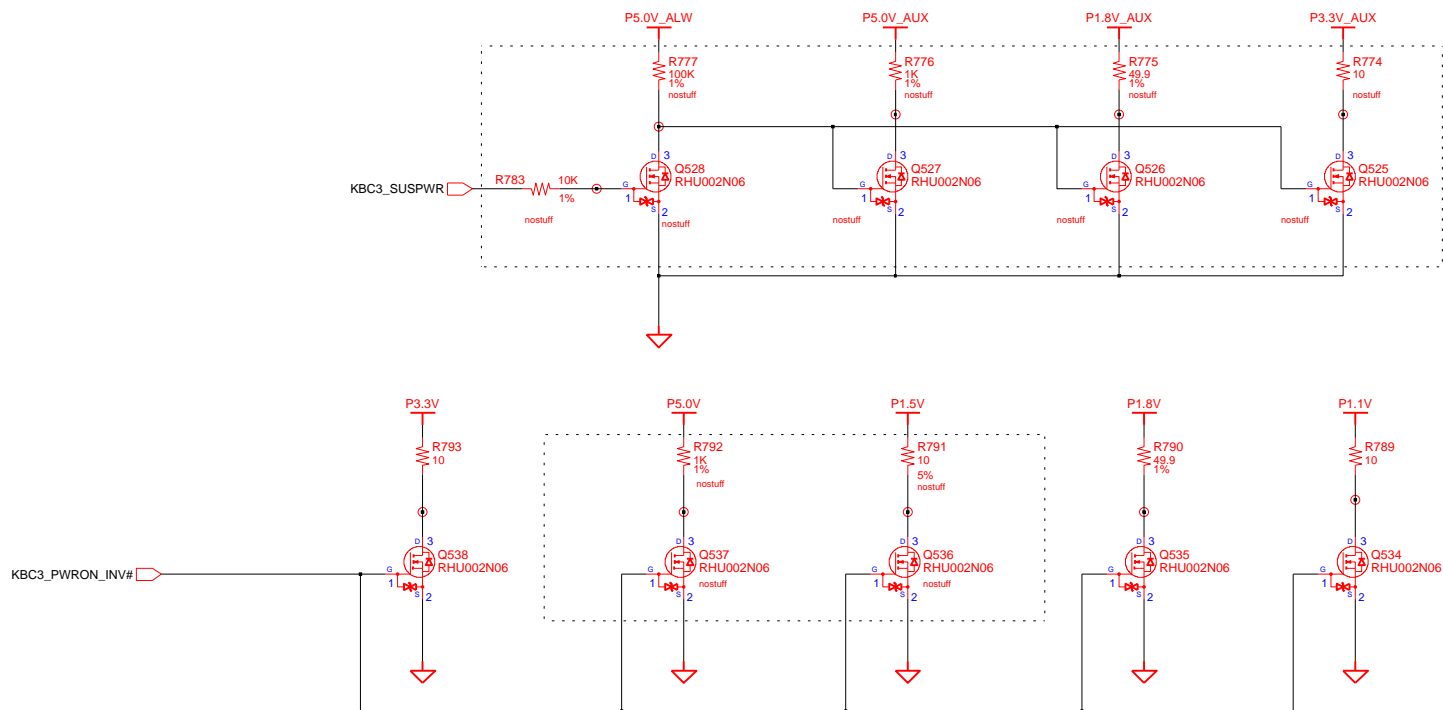 P5.0V_ALW
P5.0V_AUX
P1.8V_AUX
P3.3V_AUX
R777
100K
1%
nostuff
R776
1K
1%
nostuff
R775
49.9
1%
nostuff
R774
10
nostuff
KBC3_SUSPWR
R783
10K
1%
nostuff
D 3
G
1
S
2
Q528
RHU002N06
nostuff
D 3
G
1
S
2
Q527
RHU002N06
nostuff
D 3
G
1
S
2
Q526
RHU002N06
nostuff
D 3
G
1
S
2
Q525
RHU002N06
nostuff
P3.3V
P5.0V
P1.5V
P1.8V
P1.1V
R793
10
R792
1K
1%
nostuff
R791
10
5%
nostuff
R790
49.9
1%
R789
10
KBC3_PWRON_INV#
D 3
G
1
S
2
Q538
RHU002N06
D 3
G
1
S
2
Q537
RHU002N06
nostuff
D 3
G
1
S
2
Q536
RHU002N06
nostuff
D 3
G
1
S
2
Q535
RHU002N06
D 3
G
1
S
2
Q534
RHU002N06